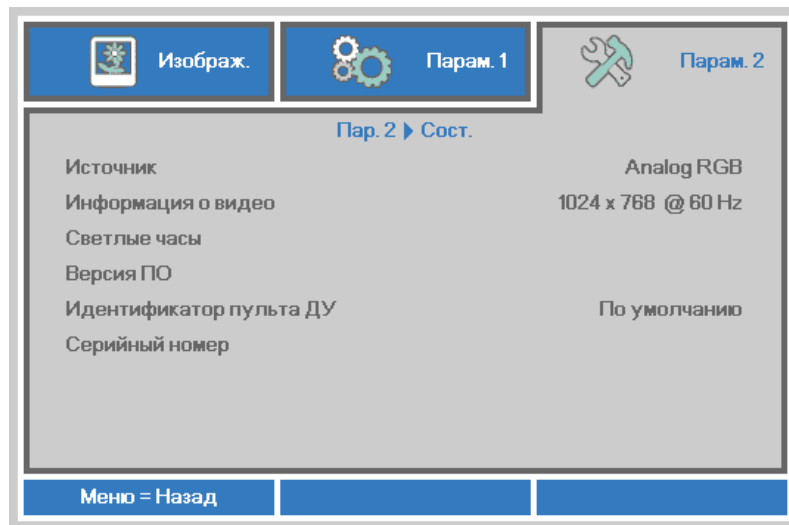 Изображ.
Парам. 1
Парам. 2
Пар. 2 Сост.
Источник Analog RGB
Информация о видео 1024 x 768 @ 60 Hz
Светлые часы
Версия ПО
Идентификатор пульта ДУ По умолчанию
Серийный номер
Меню = Назад